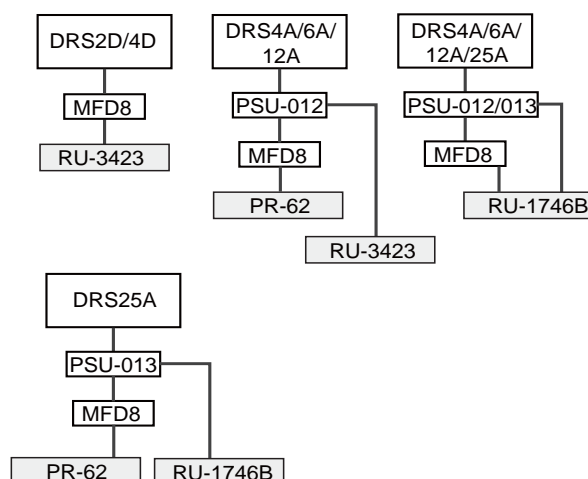 DRS2D/4D
MFD8
RU-3423
DRS4A/6A/
12A
PSU-012
MFD8
PR-62
RU-3423
DRS4A/6A/
12A/25A
PSU-012/013
MFD8
RU-1746B
DRS25A
PSU-013
MFD8
PR-62
RU-1746B